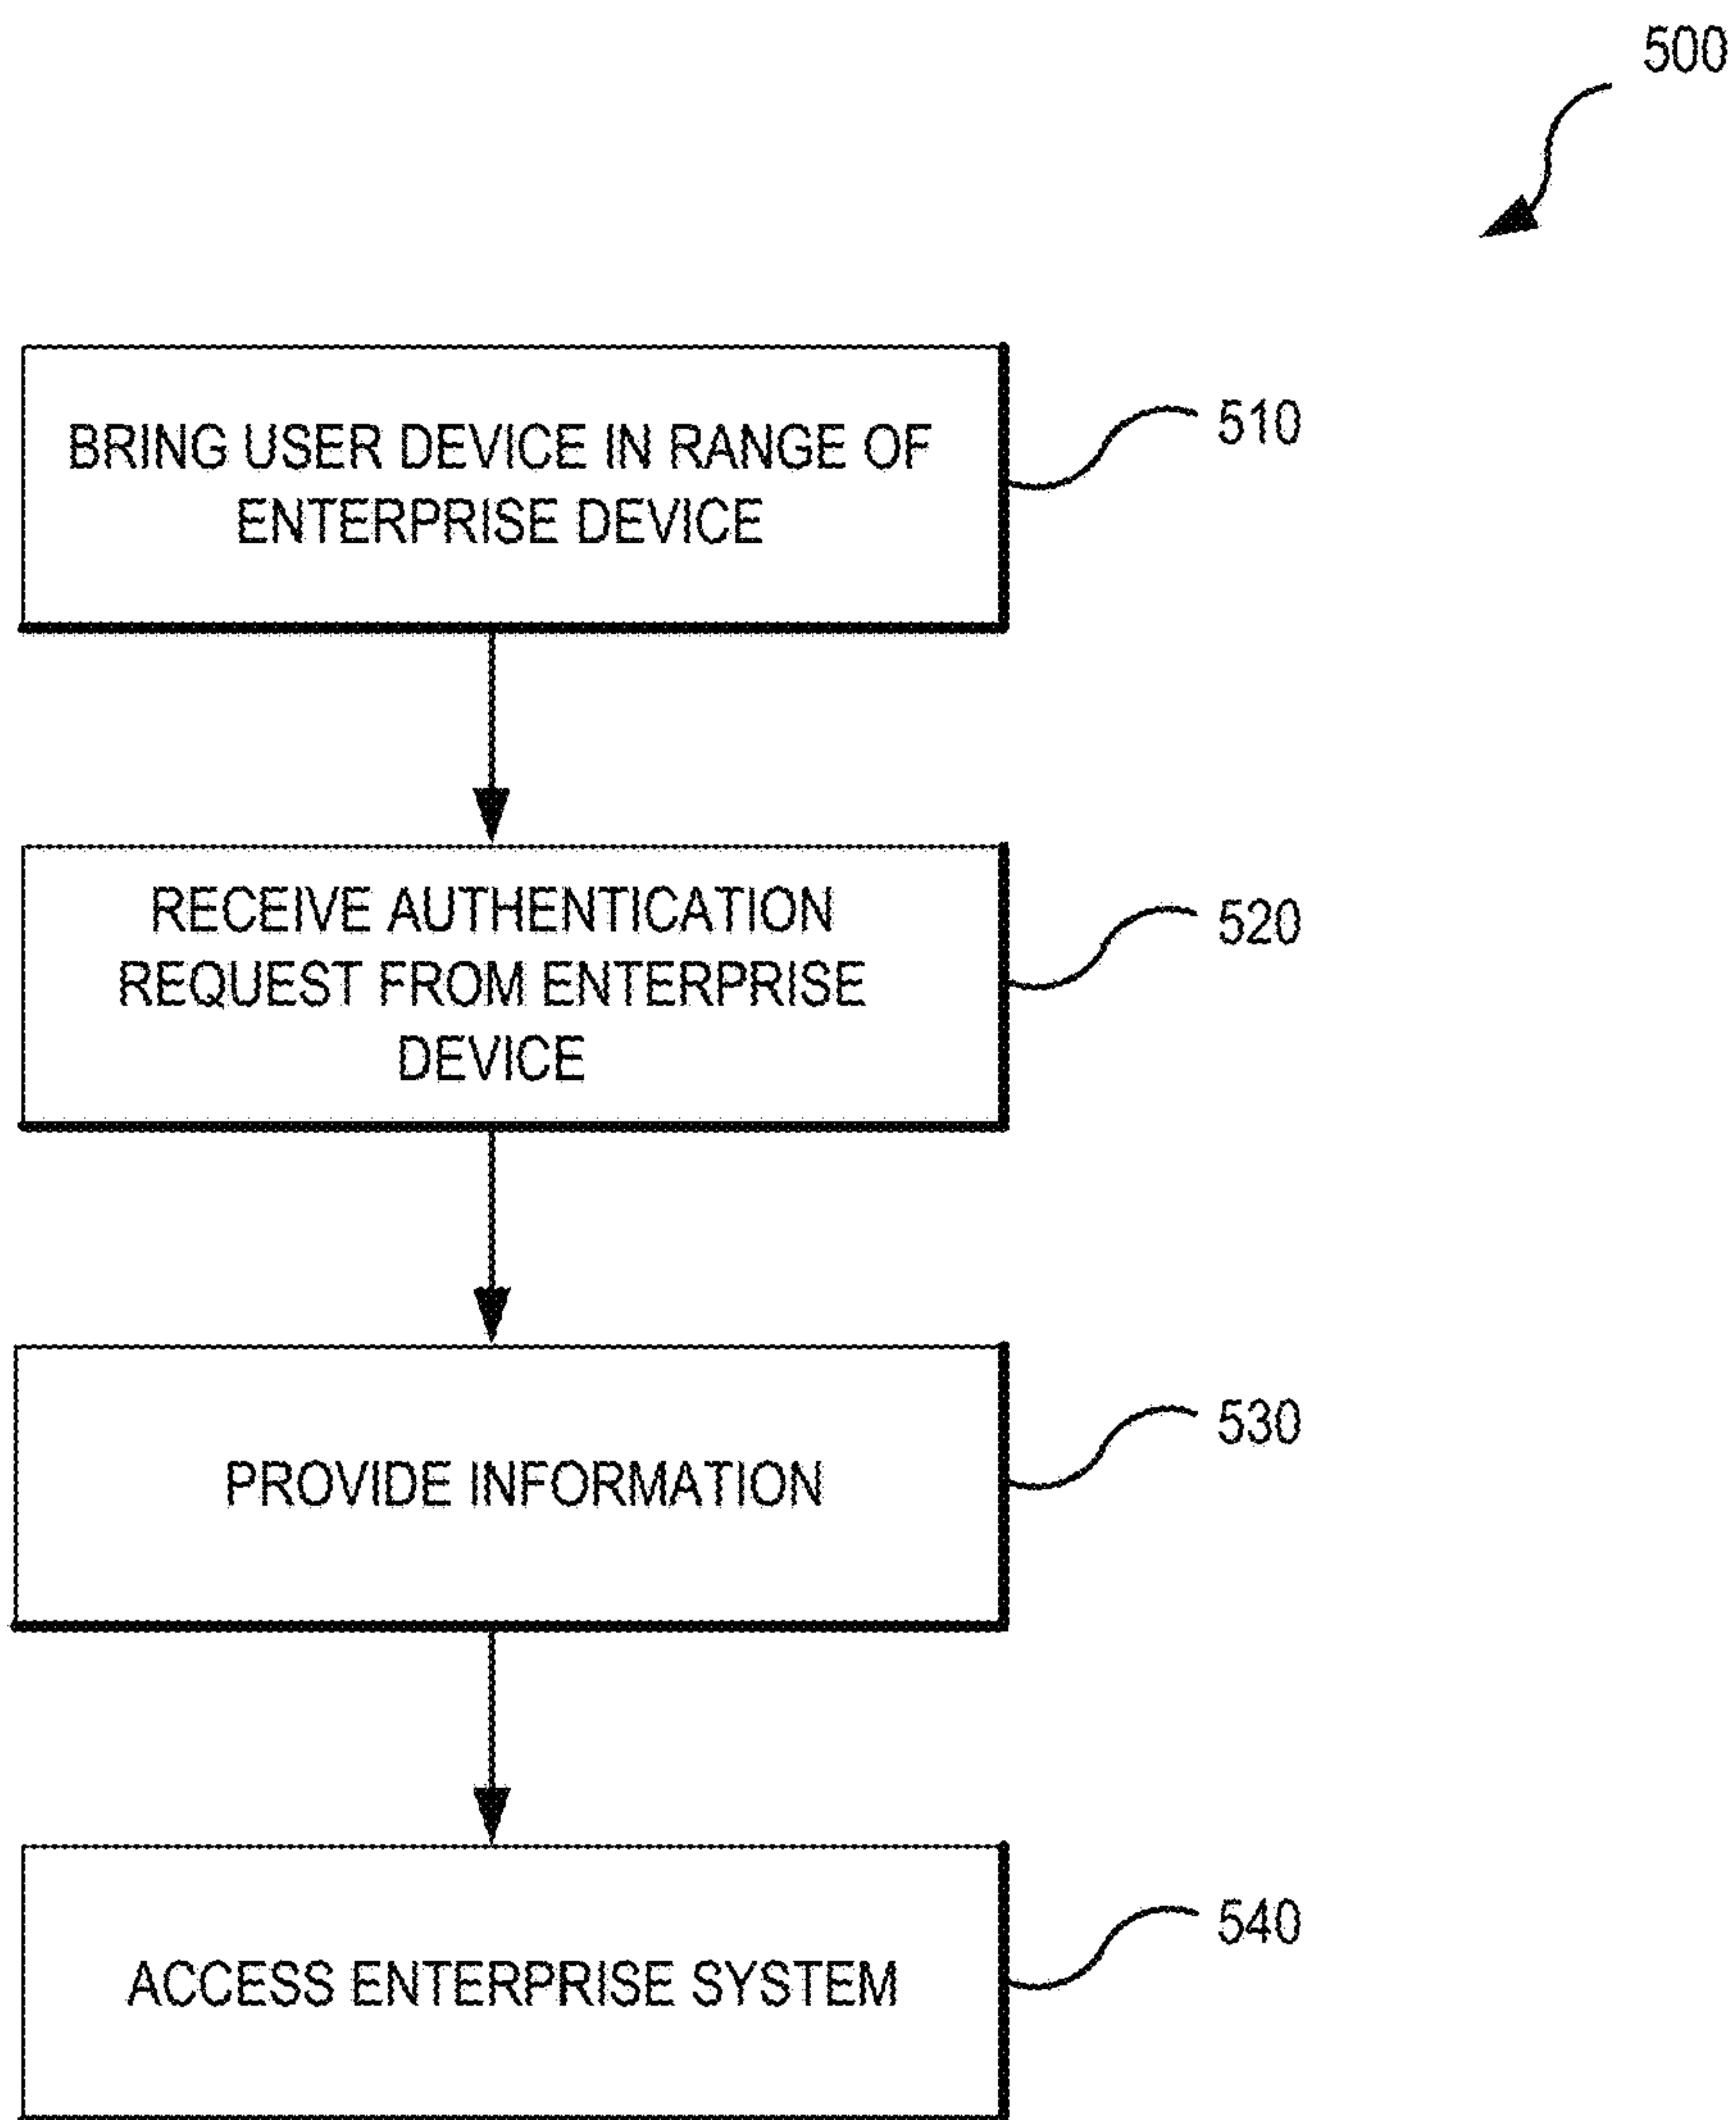 500
BRING USER DEVICE IN RANGE OF
ENTERPRISE DEVICE
510
RECEIVE AUTHENTICATION
REQUEST FROM ENTERPRISE
DEVICE
520
PROVIDE INFORMATION
530
ACCESS ENTERPRISE SYSTEM
540